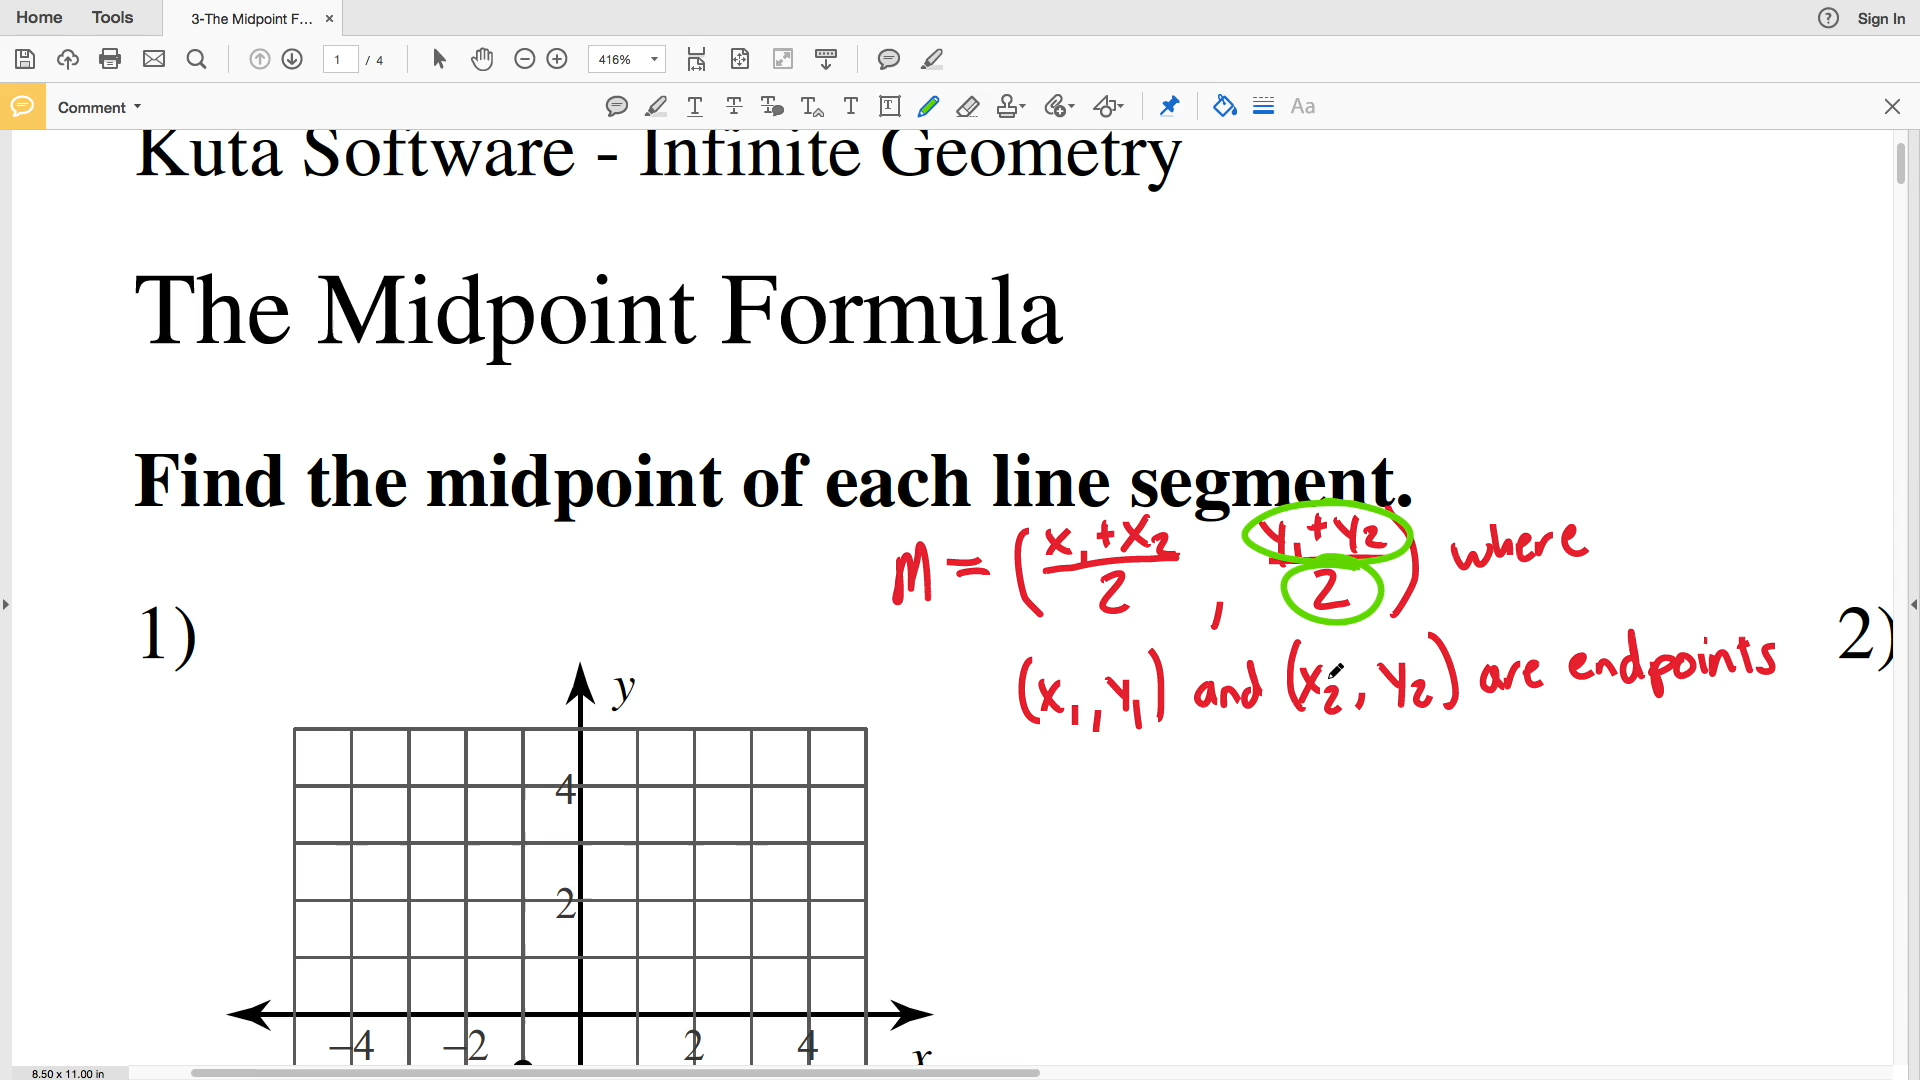 Home Tools 3-The Midpoint F... × ? Sign In
1 / 4 416%
Comment Aa
Kuta Software - Infinite Geometry
The Midpoint Formula
Find the midpoint of each line segment.
M = (x₁+x₂/2, y₁+y₂/2) where
(x₁, y₁) and (x₂, y₂) are endpoints
1)
2)
y
4
2
−4 −2 2 4 x
8.50 x 11.00 in